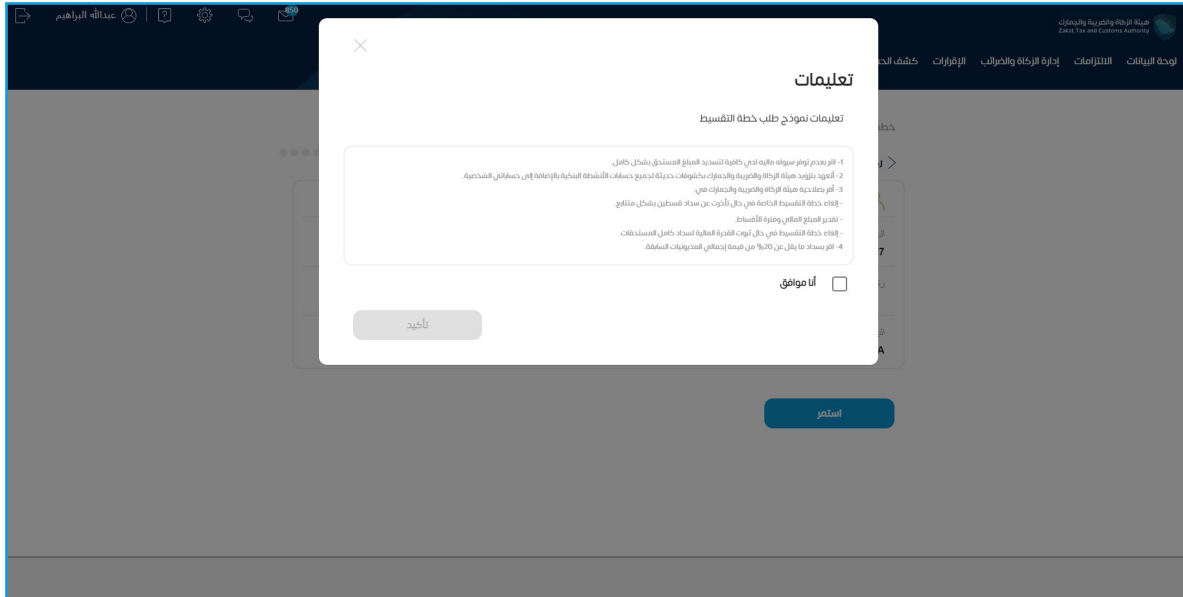 هيئة الزكاة والضريبة والجمارك
Zakat, Tax and Customs Authority
850
عبدالله البراهيم
لوحة البيانات الالتزامات إدارة الزكاة والضرائب الإقرارات كشف
تعليمات
تعليمات نموذج طلب خطة التقسيط
1- اقر بعدم توفر سيوله ماليه لدي كافية لتسديد المبلغ المستحق بشكل كامل.
2- أتعهد بتزويد هيئة الزكاة والضريبة والجمارك بكشوفات حديثة لجميع حسابات الأنشطة البنكية بالإضافة إلى حساباتي الشخصية.
3- أقر بصلاحية هيئة الزكاة والضريبة والجمارك في:
- إلغاء خطة التقسيط الخاصة في حال تأخرت عن سداد قسطين بشكل متتابع.
- تقدير المبلغ المالي وفترة الأقساط.
- إلغاء خطة التقسيط في حال ثبوت القدرة المالية لسداد كامل المستحقات.
4- اقر بسداد ما يقل عن 20% من قيمة إجمالي المديونيات السابقة.
أنا موافق
تأكيد
7
A
استمر